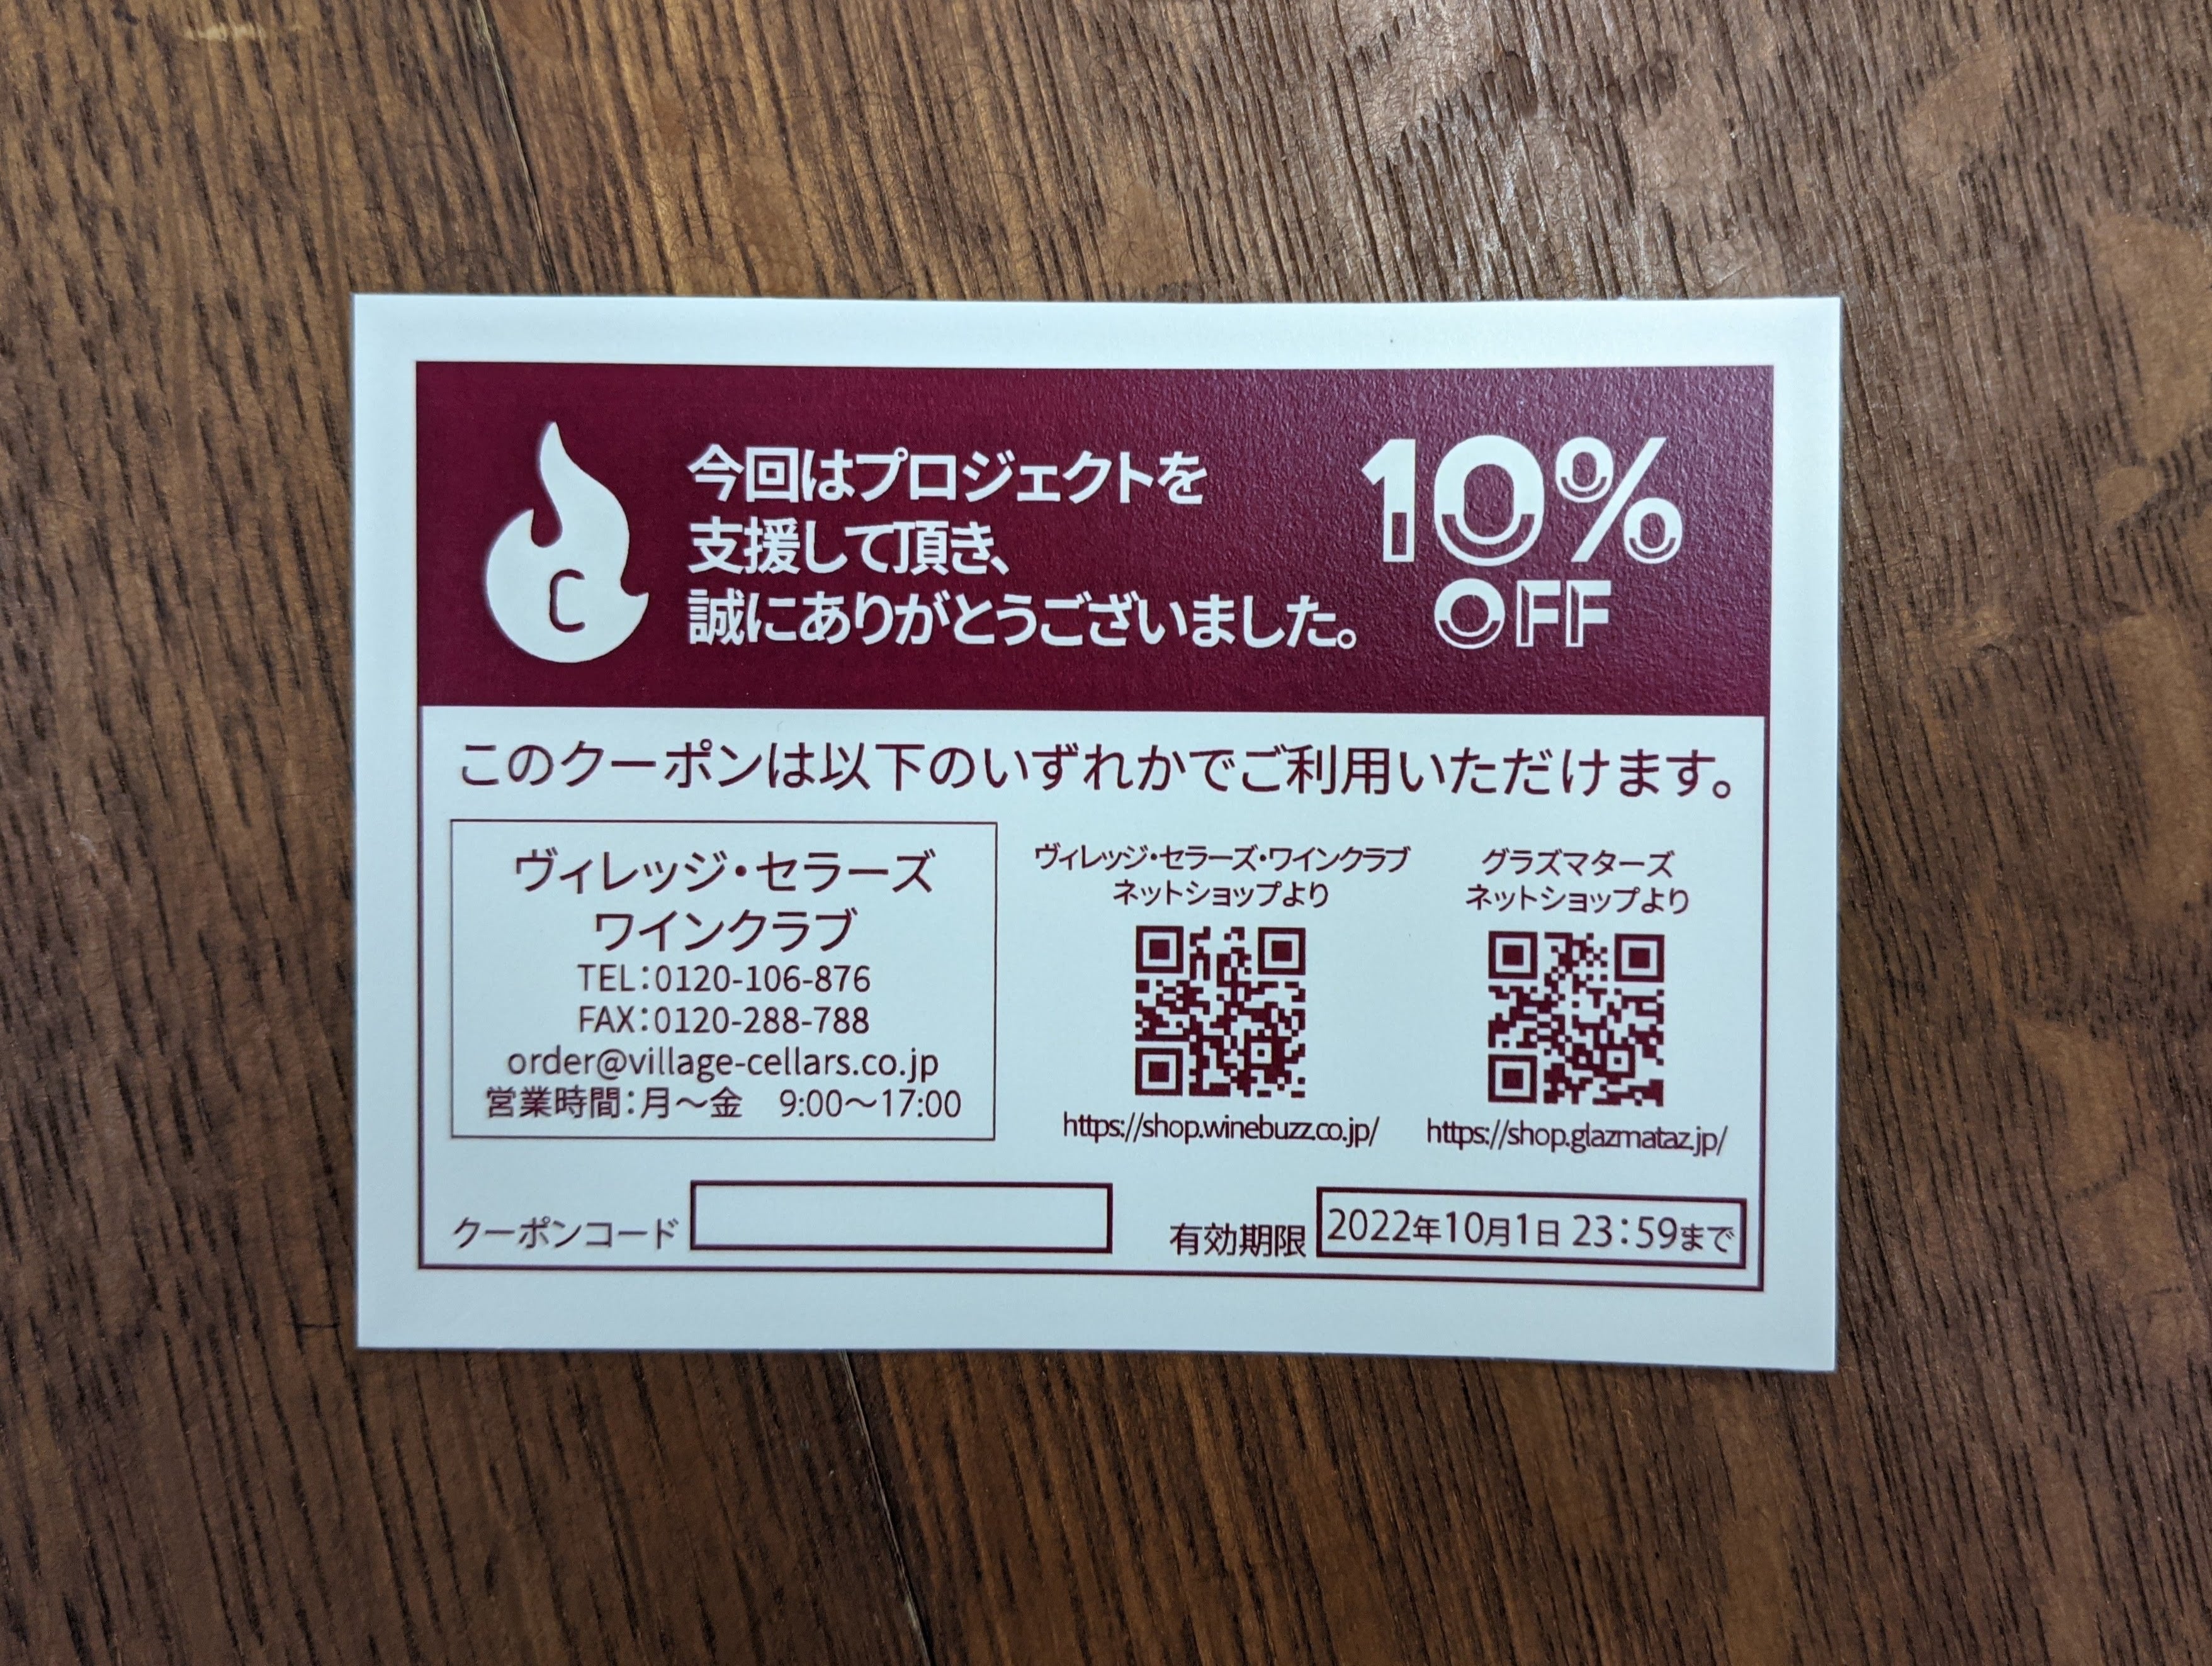 C
今回はプロジェクトを
支援して頂き、
誠にありがとうございました。
10%
OFF
このクーポンは以下のいずれかでご利用いただけます。
ヴィレッジ・セラーズ
ワインクラブ
TEL:0120-106-876
FAX:0120-288-788
order@village-cellars.co.jp
営業時間:月〜金　9:00〜17:00
ヴィレッジ・セラーズ・ワインクラブ
ネットショップより
https://shop.winebuzz.co.jp/
グラズマターズ
ネットショップより
https://shop.glazmataz.jp/
クーポンコード
有効期限 2022年10月1日 23:59まで